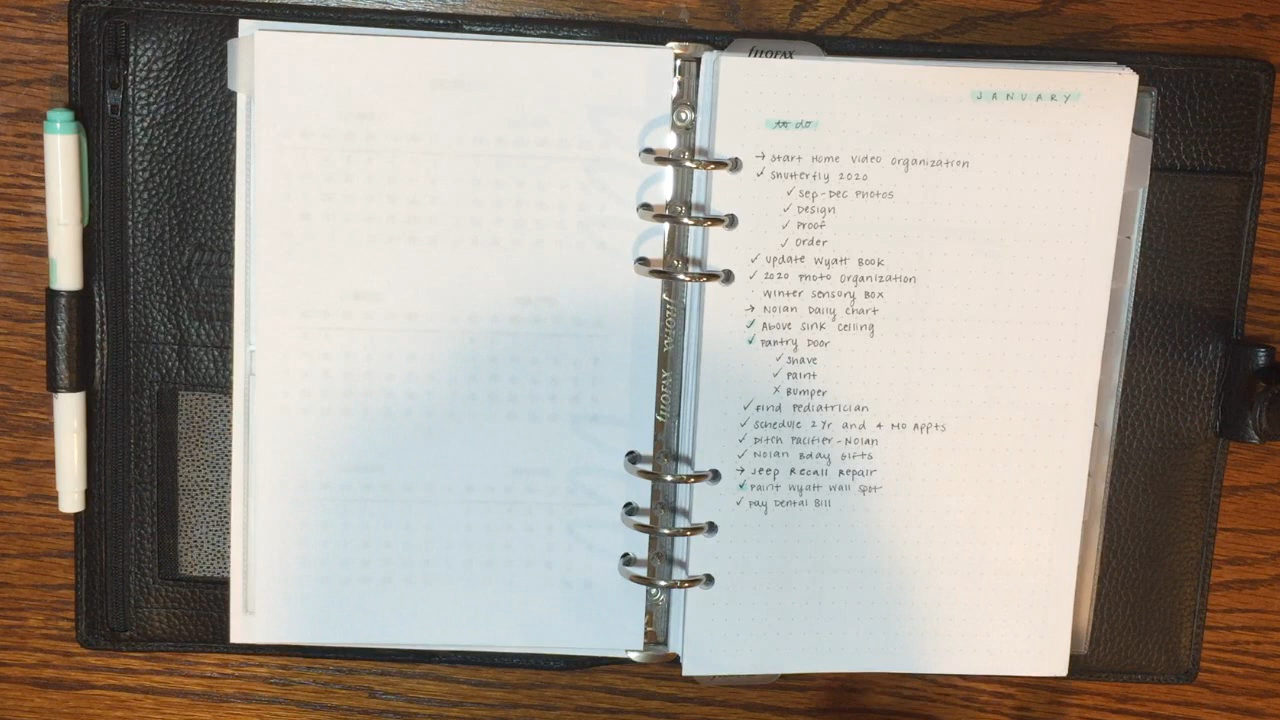 FILOFAX
JANUARY
to do
→ Start Home Video Organization
✓ Shutterfly 2020
✓ Sep-Dec Photos
✓ Design
✓ Proof
✓ Order
✓ Update Wyatt Book
✓ 2020 Photo Organization
Winter Sensory Box
→ Nolan Daily Chart
✓ Above Sink Ceiling
✓ Pantry Door
✓ Shave
✓ Paint
× Bumper
✓ Find Pediatrician
✓ Schedule 2 Yr and 4 Mo Appts
✓ Ditch Pacifier - Nolan
✓ Nolan Bday Gifts
→ Jeep Recall Repair
✓ Paint Wyatt Wall Spot
✓ Pay Dental Bill
FILOFAX FILOFAX